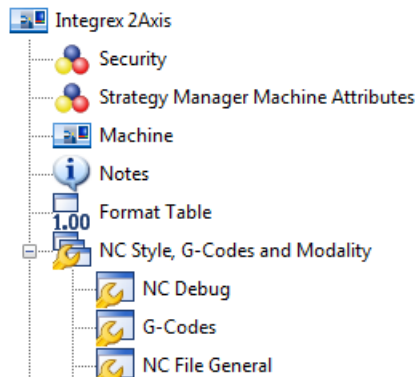 Integrex 2Axis
Security
Strategy Manager Machine Attributes
Machine
Notes
1.00 Format Table
NC Style, G-Codes and Modality
NC Debug
G-Codes
NC File General